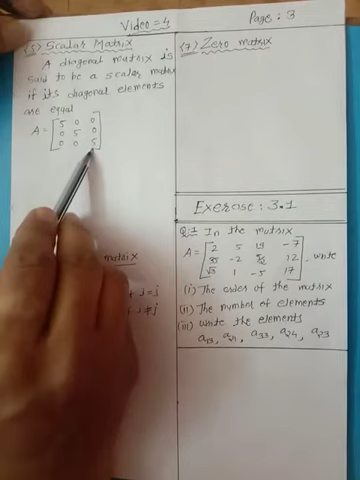 Video = 4
Page : 3
(5) Scalar Matrix
A diagonal matrix is
said to be a scalar matrix
if it's diagonal elements
are equal
A = [ 5 0 0
0 5 0
0 0 5 ]
matrix
i = j
i ≠ j
(7) Zero matrix
Exercise : 3.1
Q:1 In the matrix
A = [ 2 5 19 -7
35 -2 5/2 12
√3 1 -5 17 ] , write
(i) The order of the matrix
(ii) The number of elements
(iii) write the elements
a13, a21, a33, a24, a23